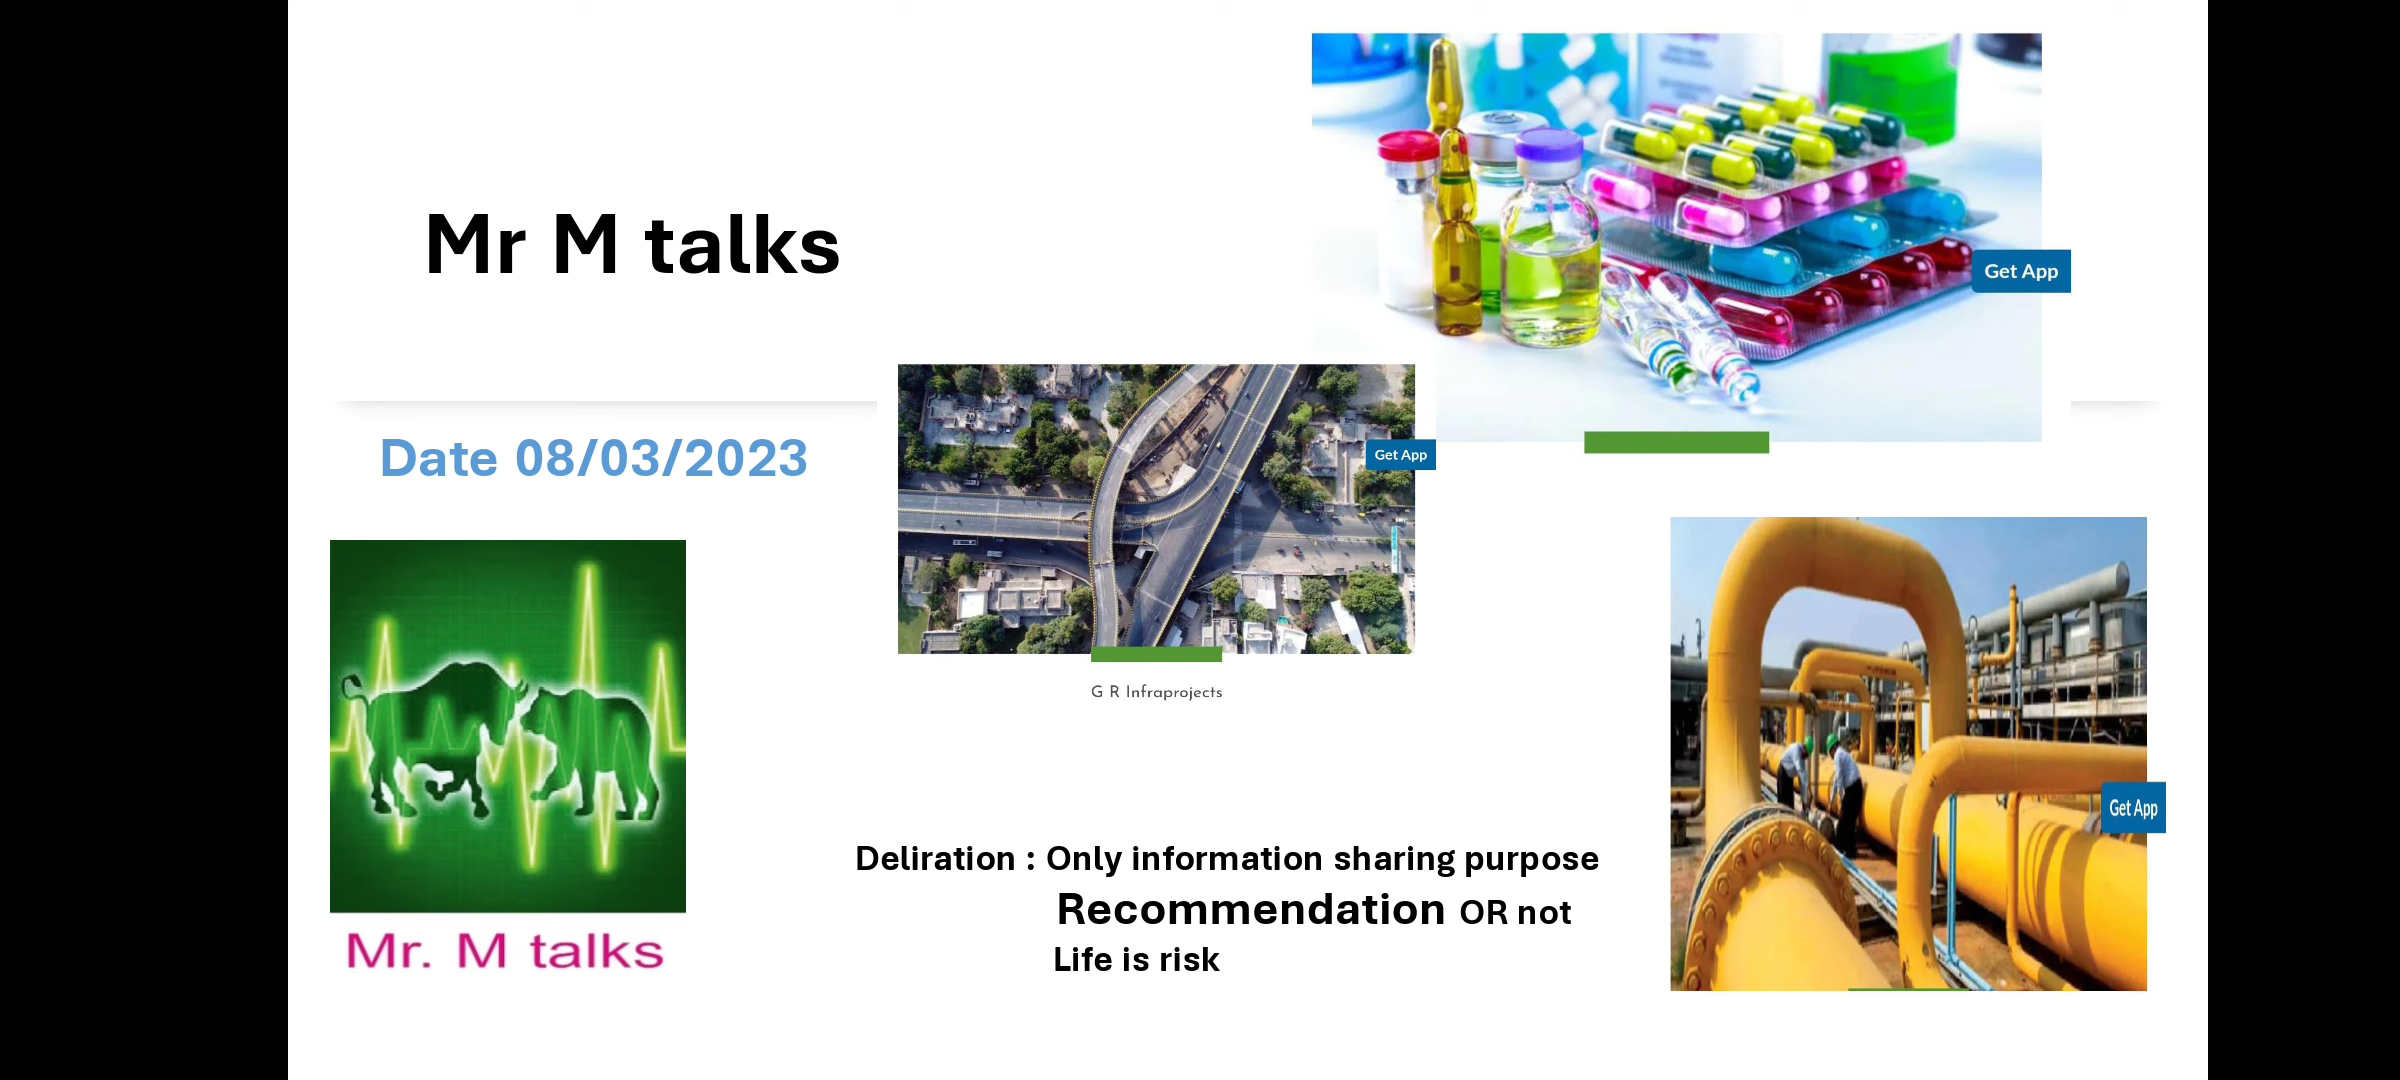 Mr M talks
Get App
Date 08/03/2023
Get App
G R Infraprojects
Get App
Deliration : Only information sharing purpose
Recommendation OR not
Life is risk
Mr. M talks